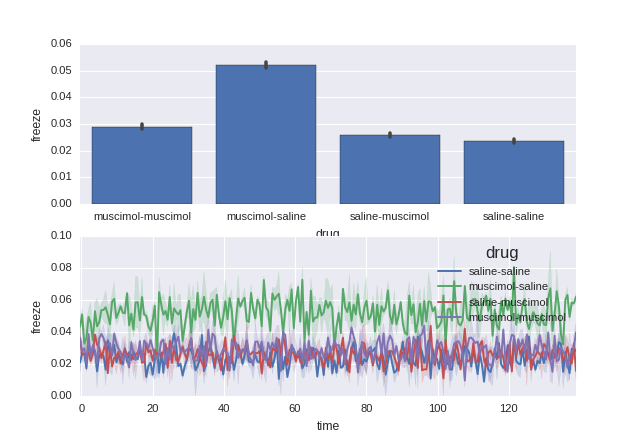 0.06
0.05
0.04
0.03
0.02
0.01
0.00
freeze
muscimol-muscimol muscimol-saline saline-muscimol saline-saline
drug
0.10
0.08
0.06
0.04
0.02
0.00
freeze
drug
saline-saline
muscimol-saline
saline-muscimol
muscimol-muscimol
0 20 40 60 80 100 120
time